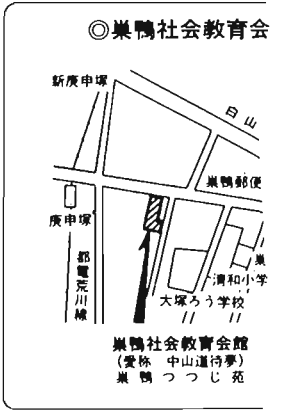 ◎巣鴨社会教育会
新庚申塚
白山
巣鴨郵便
庚申塚
都電荒川線
巣
清和小学
大塚ろう学校
巣鴨社会教育会館
(愛称 中山道待夢)
巣鴨つつじ苑